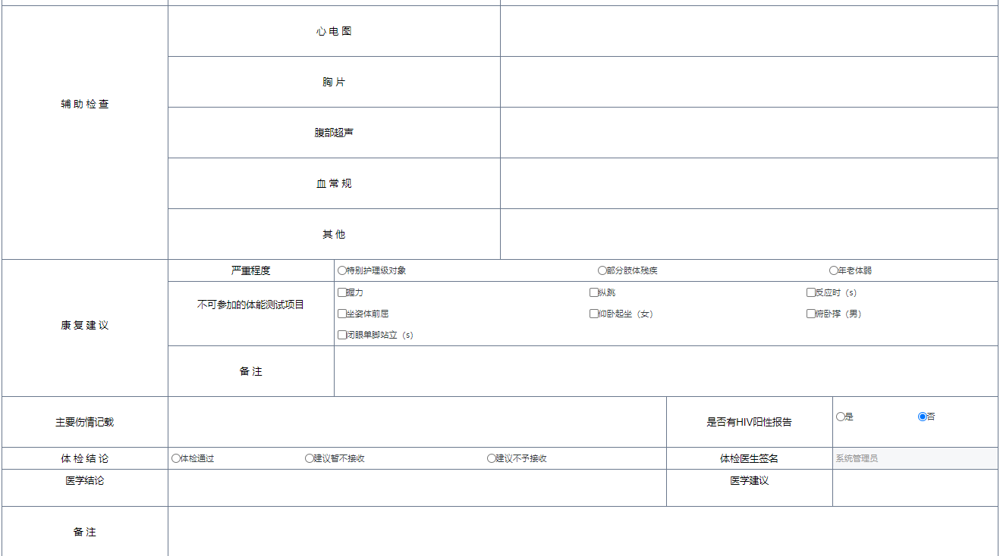 心 电 图
胸 片
辅 助 检 查
腹部超声
血 常 规
其 他
严重程度
特别护理级对象
部分肢体残疾
年老体弱
康 复 建 议
不可参加的体能测试项目
握力
纵跳
反应时（s）
坐姿体前屈
仰卧起坐（女）
俯卧撑（男）
闭眼单脚站立（s）
备 注
主要伤情记载
是否有HIV阳性报告
是
否
体 检 结 论
体检通过
建议暂不接收
建议不予接收
体检医生签名
系统管理员
医学结论
医学建议
备 注